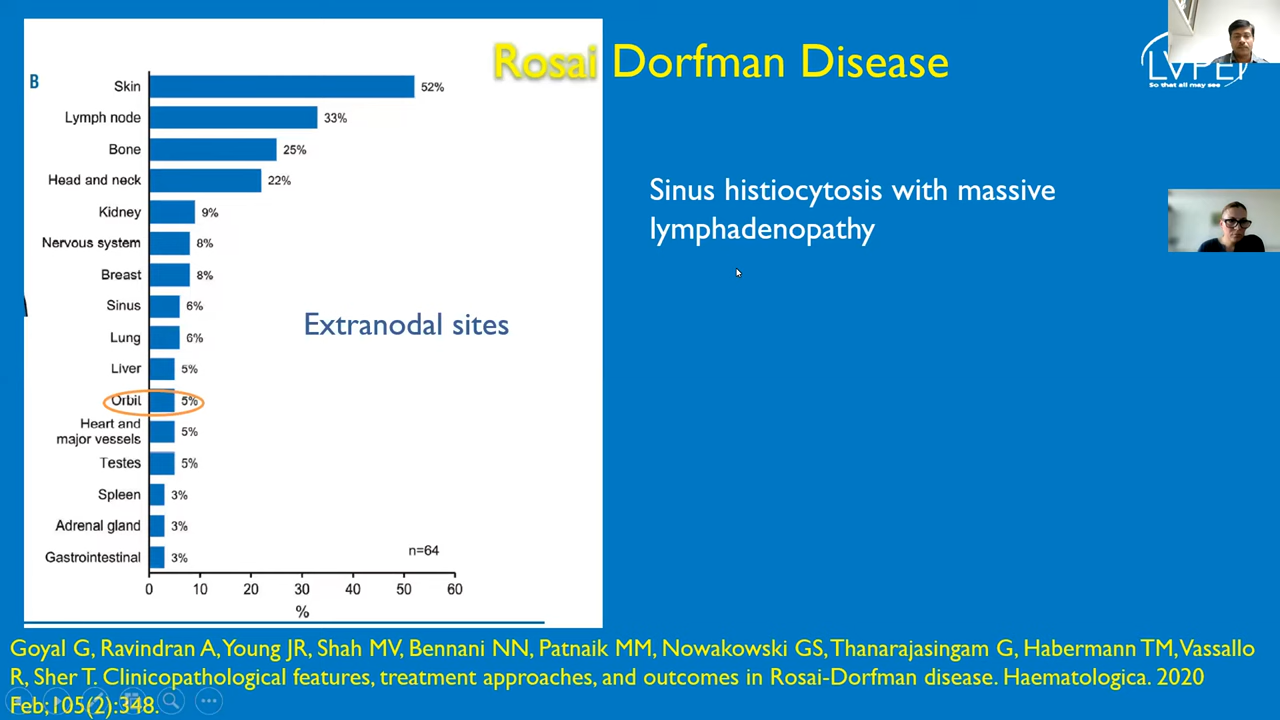 Rosai Dorfman Disease
LVPEI
So that all may see
B
Skin 52%
Lymph node 33%
Bone 25%
Head and neck 22%
Kidney 9%
Nervous system 8%
Breast 8%
Sinus 6%
Lung 6%
Liver 5%
Orbit 5%
Heart and
major vessels 5%
Testes 5%
Spleen 3%
Adrenal gland 3%
Gastrointestinal 3%
n=64
0 10 20 30 40 50 60
%
Extranodal sites
Sinus histiocytosis with massive
lymphadenopathy
Goyal G, Ravindran A, Young JR, Shah MV, Bennani NN, Patnaik MM, Nowakowski GS, Thanarajasingam G, Habermann TM, Vassallo
R, Sher T. Clinicopathological features, treatment approaches, and outcomes in Rosai-Dorfman disease. Haematologica. 2020
Feb;105(2):348.